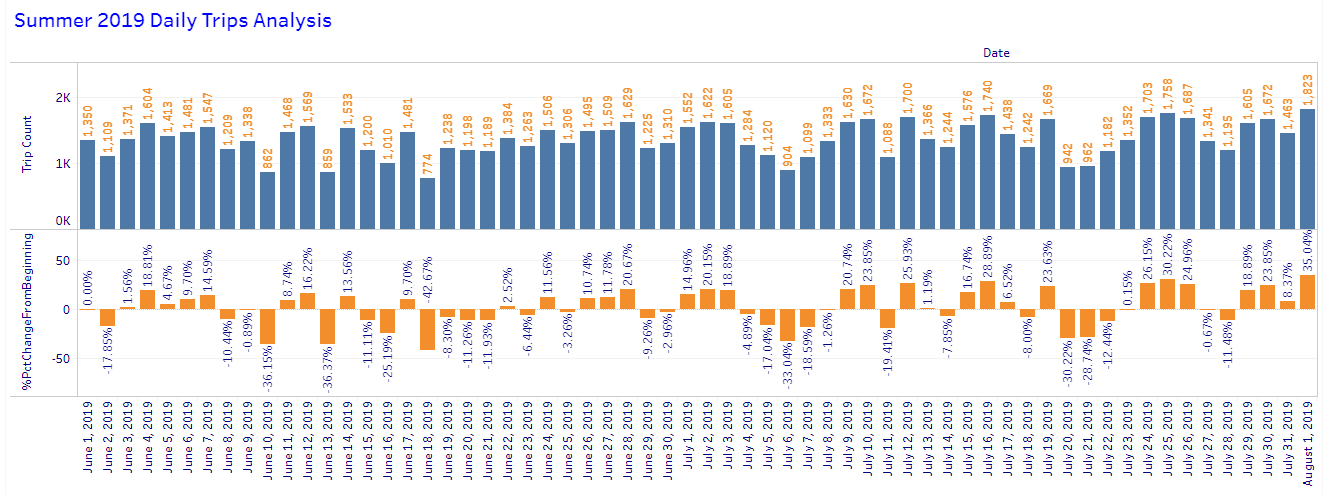 Summer 2019 Daily Trips Analysis
Date
Trip Count
2K
1K
0K
1,350
1,109
1,371
1,604
1,413
1,481
1,547
1,209
1,338
862
1,468
1,569
859
1,533
1,200
1,010
1,481
774
1,238
1,198
1,189
1,384
1,263
1,506
1,306
1,495
1,509
1,629
1,225
1,310
1,552
1,622
1,605
1,284
1,120
904
1,099
1,333
1,630
1,672
1,088
1,700
1,366
1,244
1,576
1,740
1,438
1,242
1,669
942
962
1,182
1,352
1,703
1,758
1,687
1,341
1,195
1,605
1,672
1,463
1,823
%PctChangeFromBeginning
50
0
-50
0.00%
-17.85%
1.56%
18.81%
4.67%
9.70%
14.59%
-10.44%
-0.89%
-36.15%
8.74%
16.22%
-36.37%
13.56%
-11.11%
-25.19%
9.70%
-42.67%
-8.30%
-11.26%
-11.93%
2.52%
-6.44%
11.56%
-3.26%
10.74%
11.78%
20.67%
-9.26%
-2.96%
14.96%
20.15%
18.89%
-4.89%
-17.04%
-33.04%
-18.59%
-1.26%
20.74%
23.85%
-19.41%
25.93%
1.19%
-7.85%
16.74%
28.89%
6.52%
-8.00%
23.63%
-30.22%
-28.74%
-12.44%
0.15%
26.15%
30.22%
24.96%
-0.67%
-11.48%
18.89%
23.85%
8.37%
35.04%
June 1, 2019
June 2, 2019
June 3, 2019
June 4, 2019
June 5, 2019
June 6, 2019
June 7, 2019
June 8, 2019
June 9, 2019
June 10, 2019
June 11, 2019
June 12, 2019
June 13, 2019
June 14, 2019
June 15, 2019
June 16, 2019
June 17, 2019
June 18, 2019
June 19, 2019
June 20, 2019
June 21, 2019
June 22, 2019
June 23, 2019
June 24, 2019
June 25, 2019
June 26, 2019
June 27, 2019
June 28, 2019
June 29, 2019
June 30, 2019
July 1, 2019
July 2, 2019
July 3, 2019
July 4, 2019
July 5, 2019
July 6, 2019
July 7, 2019
July 8, 2019
July 9, 2019
July 10, 2019
July 11, 2019
July 12, 2019
July 13, 2019
July 14, 2019
July 15, 2019
July 16, 2019
July 17, 2019
July 18, 2019
July 19, 2019
July 20, 2019
July 21, 2019
July 22, 2019
July 23, 2019
July 24, 2019
July 25, 2019
July 26, 2019
July 27, 2019
July 28, 2019
July 29, 2019
July 30, 2019
July 31, 2019
August 1, 2019